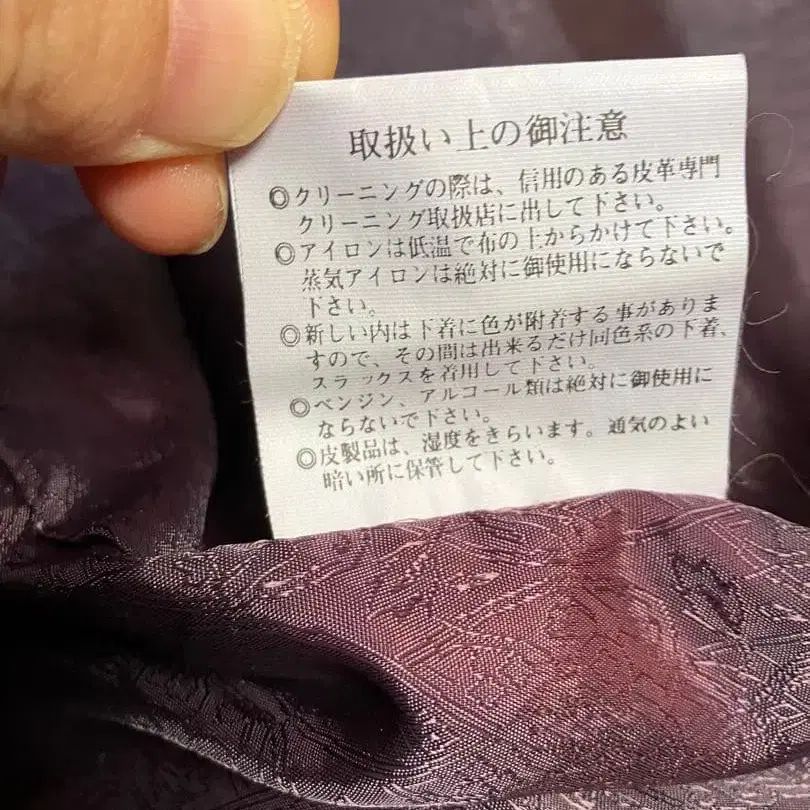 取扱い上の御注意
◎クリーニングの際は、信用のある皮革専門
クリーニング取扱店に出して下さい。
◎アイロンは低温で布の上からかけて下さい。
蒸気アイロンは絶対に御使用にならないで
下さい。
◎新しい内は下着に色が附着する事がありま
すので、その間は出来るだけ同色系の下着、
スラックスを着用して下さい。
◎ベンジン、アルコール類は絶対に御使用に
ならないで下さい。
◎皮製品は、湿度をきらいます。通気のよい
暗い所に保管して下さい。